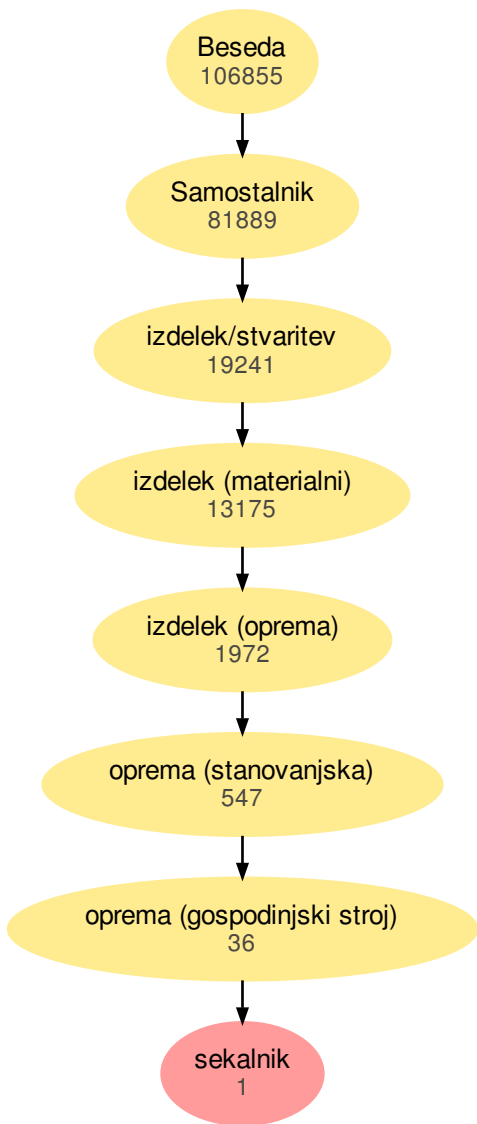 Beseda
106855
Samostalnik
81889
izdelek/stvaritev
19241
izdelek (materialni)
13175
izdelek (oprema)
1972
oprema (stanovanjska)
547
oprema (gospodinjski stroj)
36
sekalnik
1